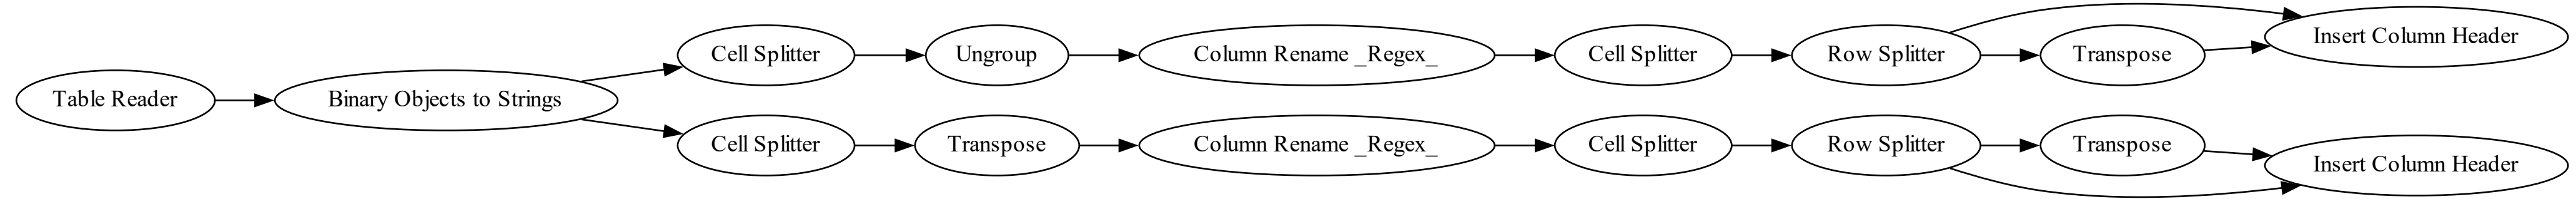 Table Reader
Binary Objects to Strings
Cell Splitter
Ungroup
Column Rename _Regex_
Cell Splitter
Row Splitter
Transpose
Insert Column Header
Cell Splitter
Transpose
Column Rename _Regex_
Cell Splitter
Row Splitter
Transpose
Insert Column Header